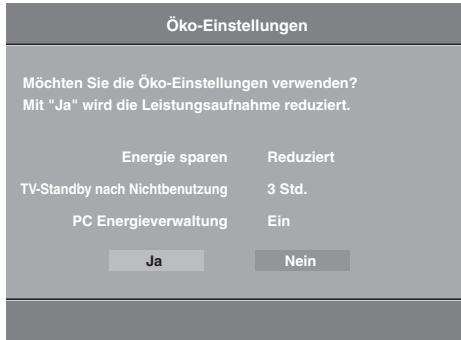 Öko-Einstellungen
Möchten Sie die Öko-Einstellungen verwenden?
Mit "Ja" wird die Leistungsaufnahme reduziert.
Energie sparen Reduziert
TV-Standby nach Nichtbenutzung 3 Std.
PC Energieverwaltung Ein
Ja Nein